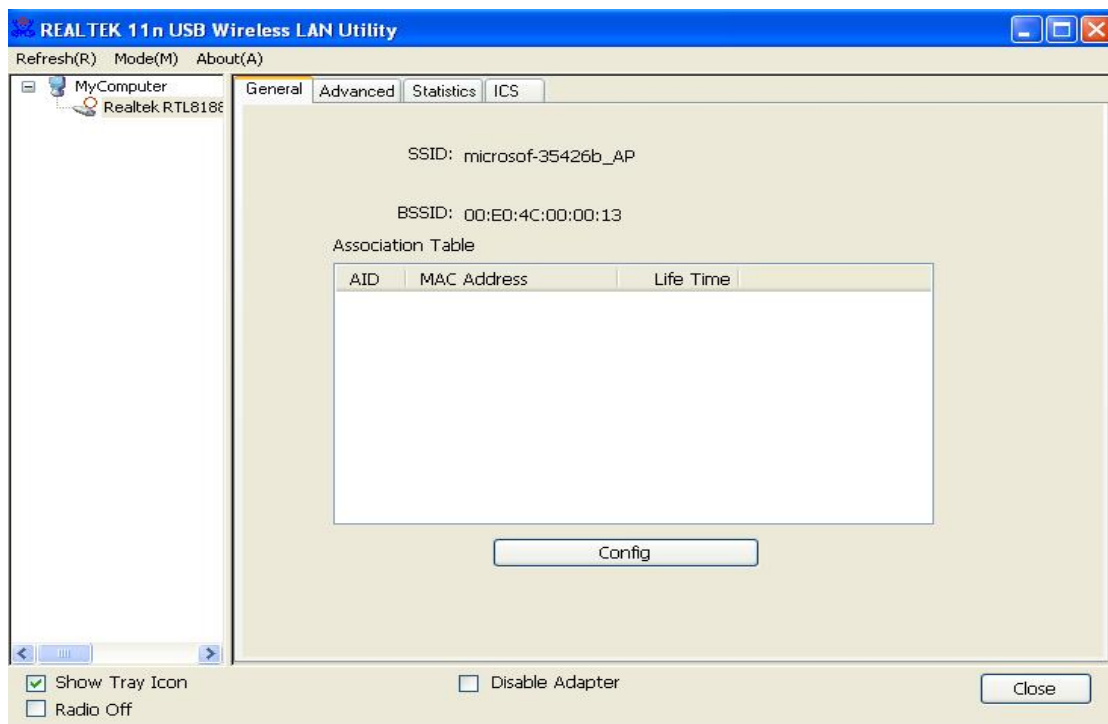 REALTEK 11n USB Wireless LAN Utility
Refresh(R) Mode(M) About(A)
MyComputer
Realtek RTL8188
General Advanced Statistics ICS
SSID: microsof-35426b_AP
BSSID: 00:E0:4C:00:00:13
Association Table
AID MAC Address Life Time
Config
Show Tray Icon
Radio Off
Disable Adapter
Close